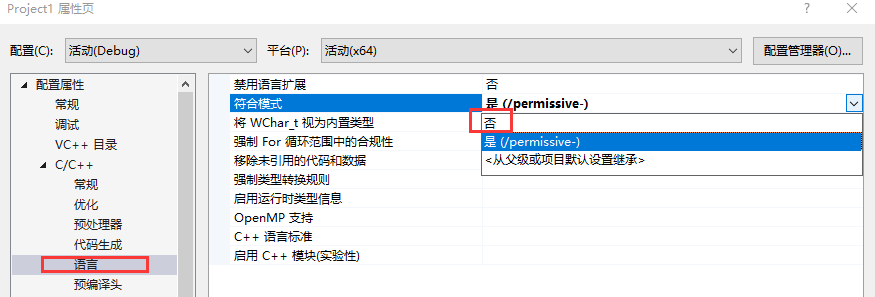 Project1 属性页
配置(C): 活动(Debug) 平台(P): 活动(x64) 配置管理器(O)...
配置属性
常规
调试
VC++ 目录
C/C++
常规
优化
预处理器
代码生成
语言
预编译头
禁用语言扩展 否
符合模式 是 (/permissive-)
将 WChar_t 视为内置类型
强制 For 循环范围中的合规性
移除未引用的代码和数据
强制类型转换规则
启用运行时类型信息
OpenMP 支持
C++ 语言标准
启用 C++ 模块(实验性)
否
是 (/permissive-)
<从父级或项目默认设置继承>